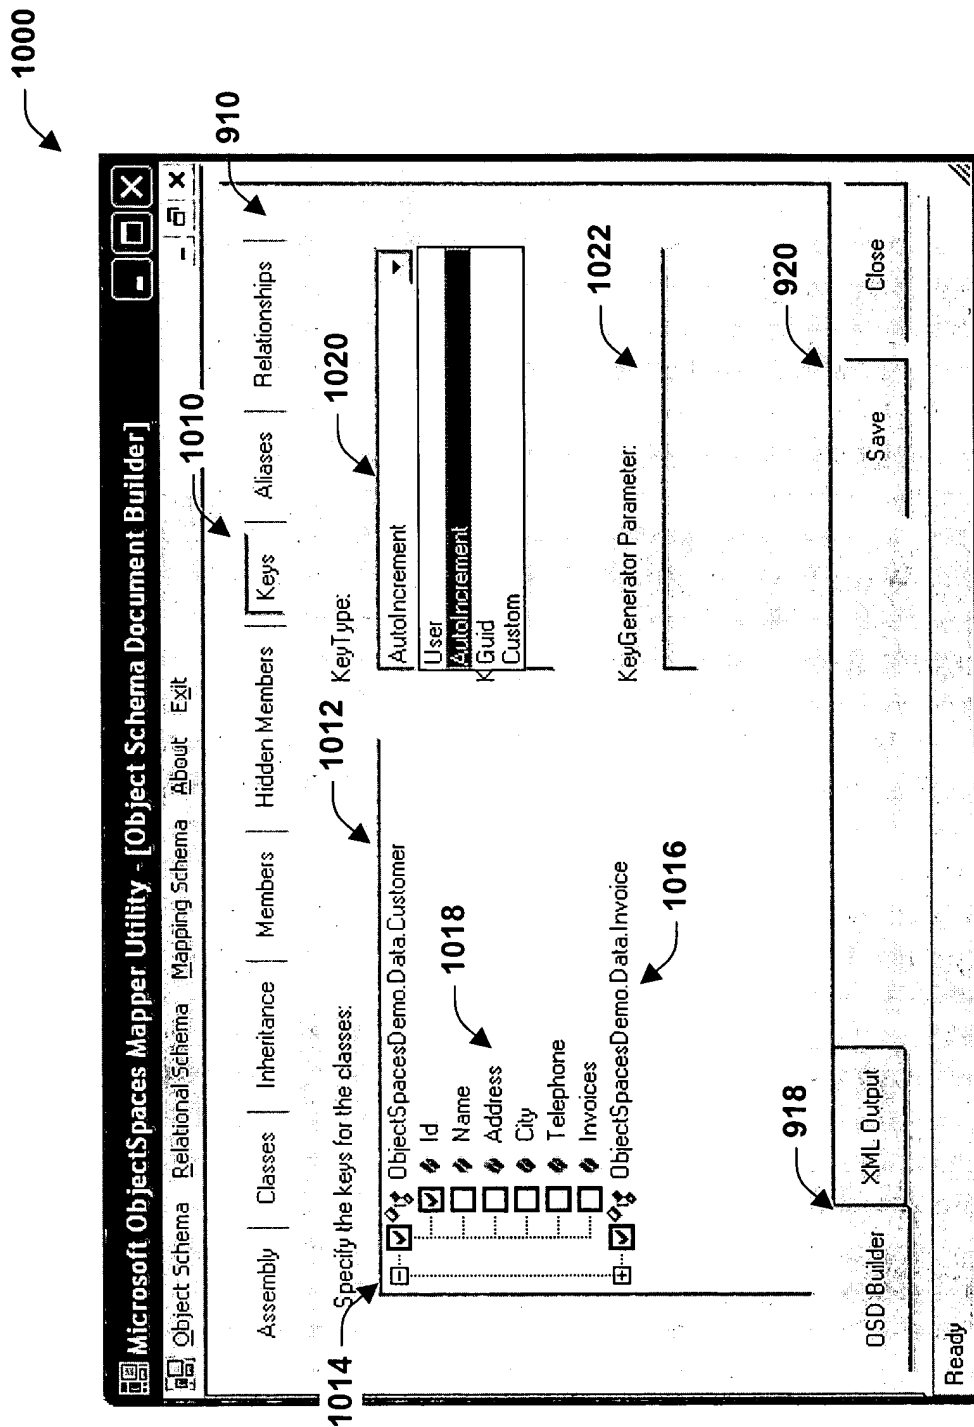 1000
Microsoft ObjectSpaces Mapper Utility - [Object Schema Document Builder]
Object Schema Relational Schema Mapping Schema About Exit
1010
910
Assembly Classes Inheritance Members Hidden Members Keys Aliases Relationships
1014
Specify the keys for the classes:
1012
KeyType:
1020
ObjectSpacesDemo.Data.Customer
Id
Name
Address
1018
City
Telephone
Invoices
ObjectSpacesDemo.Data.Invoice
1016
AutoIncrement
User
AutoIncrement
K Guid
Custom
KeyGenerator Parameter:
1022
918
920
OSD Builder XML Output
Save Close
Ready